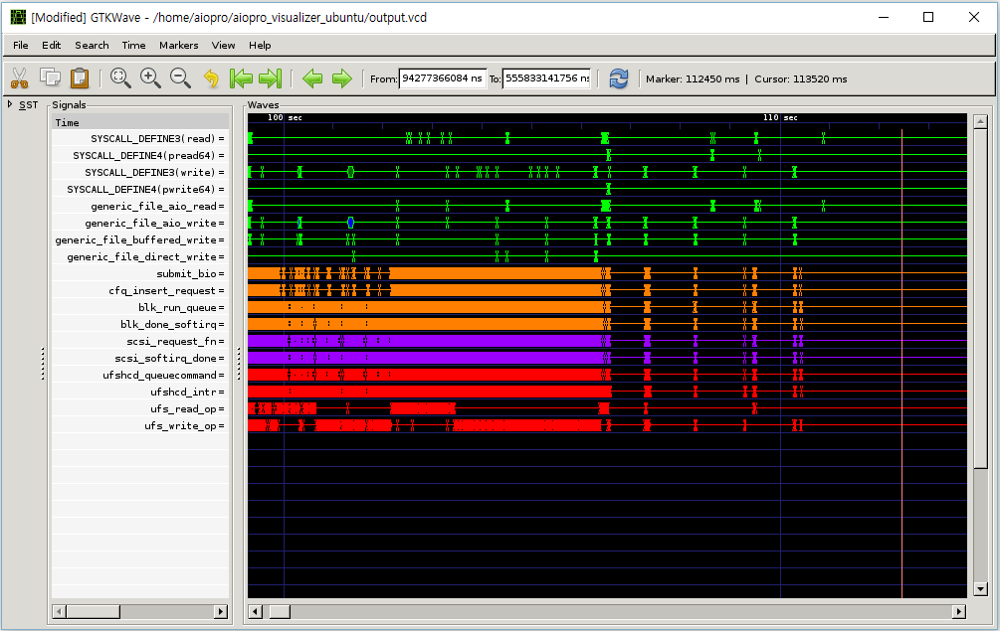 [Modified] GTKWave - /home/aiopro/aiopro_visualizer_ubuntu/output.vcd
File Edit Search Time Markers View Help
From: 94277366084 ns To: 555833141756 ns Marker: 112450 ms | Cursor: 113520 ms
SST
Signals
Waves
Time
100 sec 110 sec
SYSCALL_DEFINE3(read) =
SYSCALL_DEFINE4(pread64) =
SYSCALL_DEFINE3(write) =
SYSCALL_DEFINE4(pwrite64) =
generic_file_aio_read =
generic_file_aio_write =
generic_file_buffered_write =
generic_file_direct_write =
submit_bio =
cfq_insert_request =
blk_run_queue =
blk_done_softirq =
scsi_request_fn =
scsi_softirq_done =
ufshcd_queuecommand =
ufshcd_intr =
ufs_read_op =
ufs_write_op =